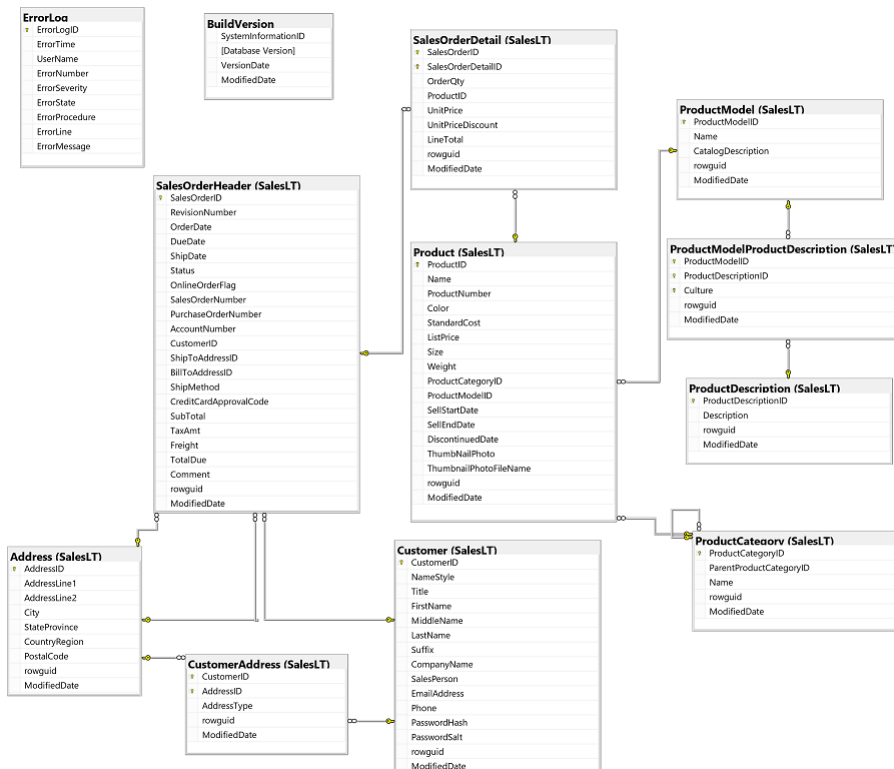 ErrorLog
ErrorLogID
ErrorTime
UserName
ErrorNumber
ErrorSeverity
ErrorState
ErrorProcedure
ErrorLine
ErrorMessage
BuildVersion
SystemInformationID
[Database Version]
VersionDate
ModifiedDate
SalesOrderDetail (SalesLT)
SalesOrderID
SalesOrderDetailID
OrderQty
ProductID
UnitPrice
UnitPriceDiscount
LineTotal
rowguid
ModifiedDate
ProductModel (SalesLT)
ProductModelID
Name
CatalogDescription
rowguid
ModifiedDate
SalesOrderHeader (SalesLT)
SalesOrderID
RevisionNumber
OrderDate
DueDate
ShipDate
Status
OnlineOrderFlag
SalesOrderNumber
PurchaseOrderNumber
AccountNumber
CustomerID
ShipToAddressID
BillToAddressID
ShipMethod
CreditCardApprovalCode
SubTotal
TaxAmt
Freight
TotalDue
Comment
rowguid
ModifiedDate
Product (SalesLT)
ProductID
Name
ProductNumber
Color
StandardCost
ListPrice
Size
Weight
ProductCategoryID
ProductModelID
SellStartDate
SellEndDate
DiscontinuedDate
ThumbNailPhoto
ThumbnailPhotoFileName
rowguid
ModifiedDate
ProductModelProductDescription (SalesLT
ProductModelID
ProductDescriptionID
Culture
rowguid
ModifiedDate
ProductDescription (SalesLT)
ProductDescriptionID
Description
rowguid
ModifiedDate
ProductCategory (SalesLT)
ProductCategoryID
ParentProductCategoryID
Name
rowguid
ModifiedDate
Address (SalesLT)
AddressID
AddressLine1
AddressLine2
City
StateProvince
CountryRegion
PostalCode
rowguid
ModifiedDate
CustomerAddress (SalesLT)
CustomerID
AddressID
AddressType
rowguid
ModifiedDate
Customer (SalesLT)
CustomerID
NameStyle
Title
FirstName
MiddleName
LastName
Suffix
CompanyName
SalesPerson
EmailAddress
Phone
PasswordHash
PasswordSalt
rowguid
ModifiedDate